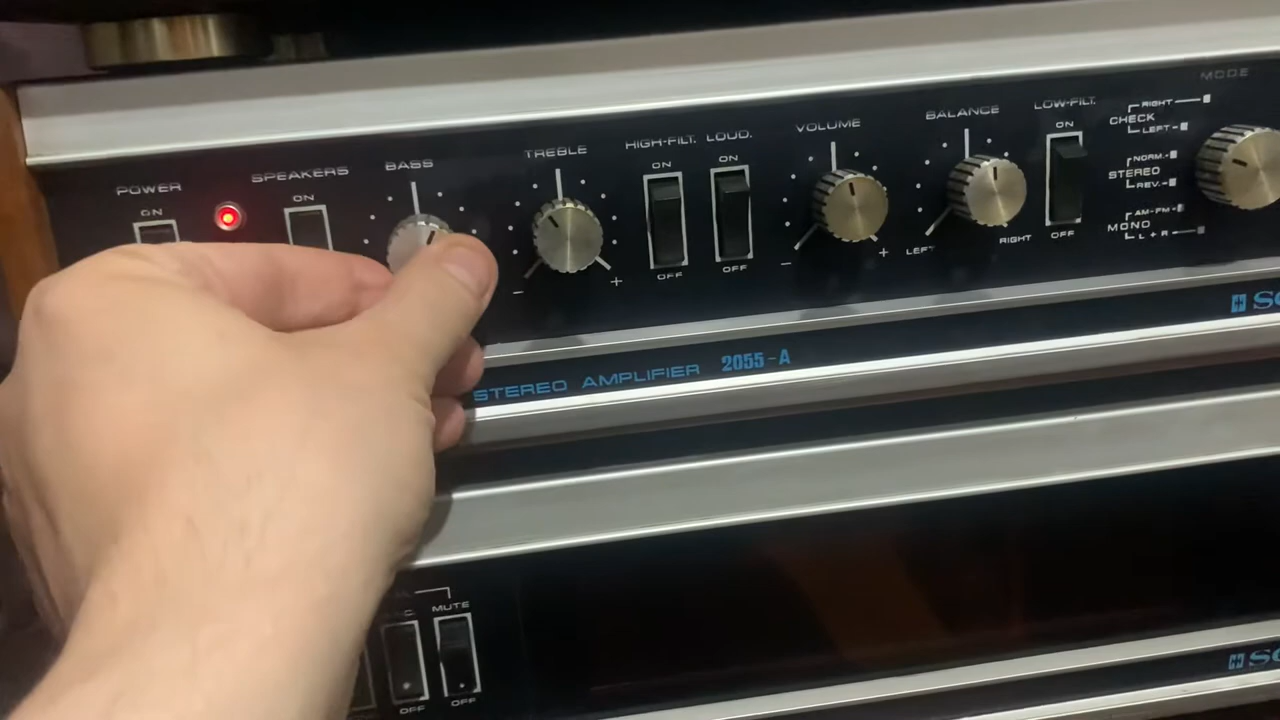 MODE
POWER
ON
SPEAKERS
ON
BASS
TREBLE
- +
HIGH-FILT.
ON
OFF
LOUD.
ON
OFF
VOLUME
- +
BALANCE
LEFT RIGHT
LOW-FILT.
ON
OFF
CHECK
RIGHT
LEFT
STEREO
NORM.
REV.
MONO
AM-FM
L + R
STEREO AMPLIFIER 2055-A
MUTE
OFF
OFF